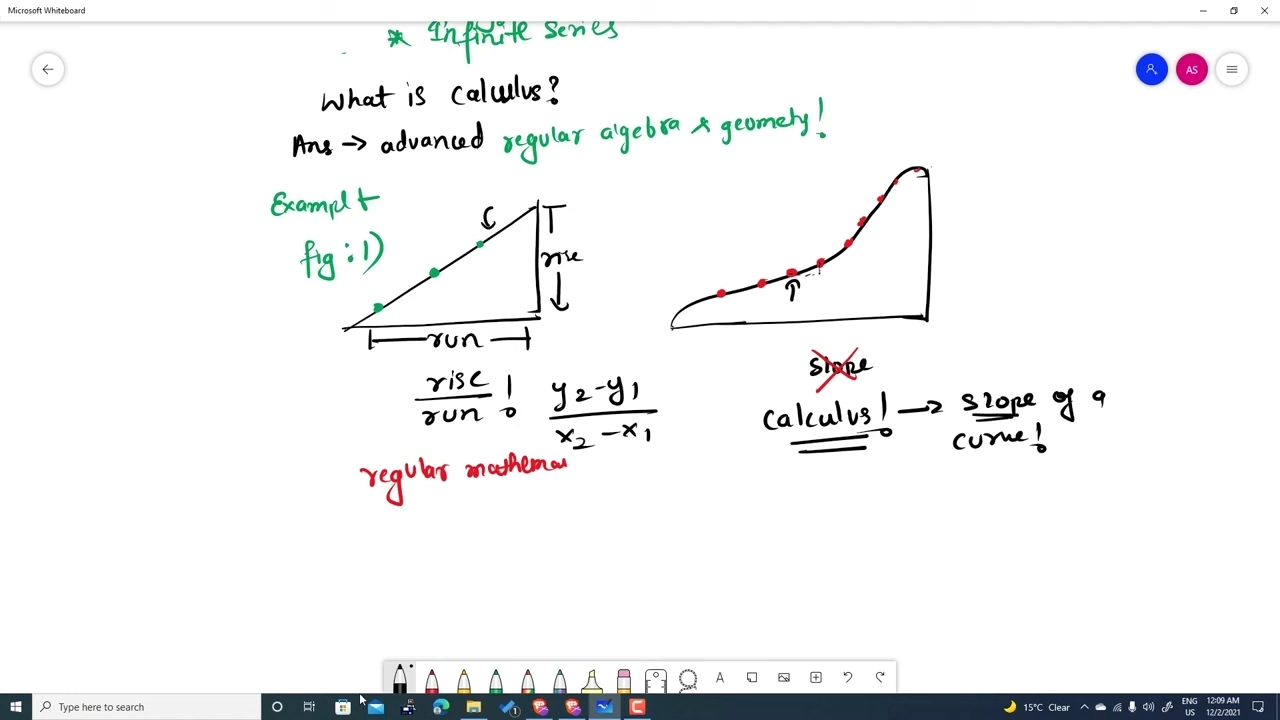 Microsoft Whiteboard
* Infinite Series
AS
What is calculus?
Ans → advanced regular algebra & geometry!
Example
fig:1)
C
rise
run
rise
run !
y2-y1
x2-x1
regular mathema
slope
calculus! → slope of a
curve!
Type here to search
15°C Clear
ENG
US
12:09 AM
12/2/2021